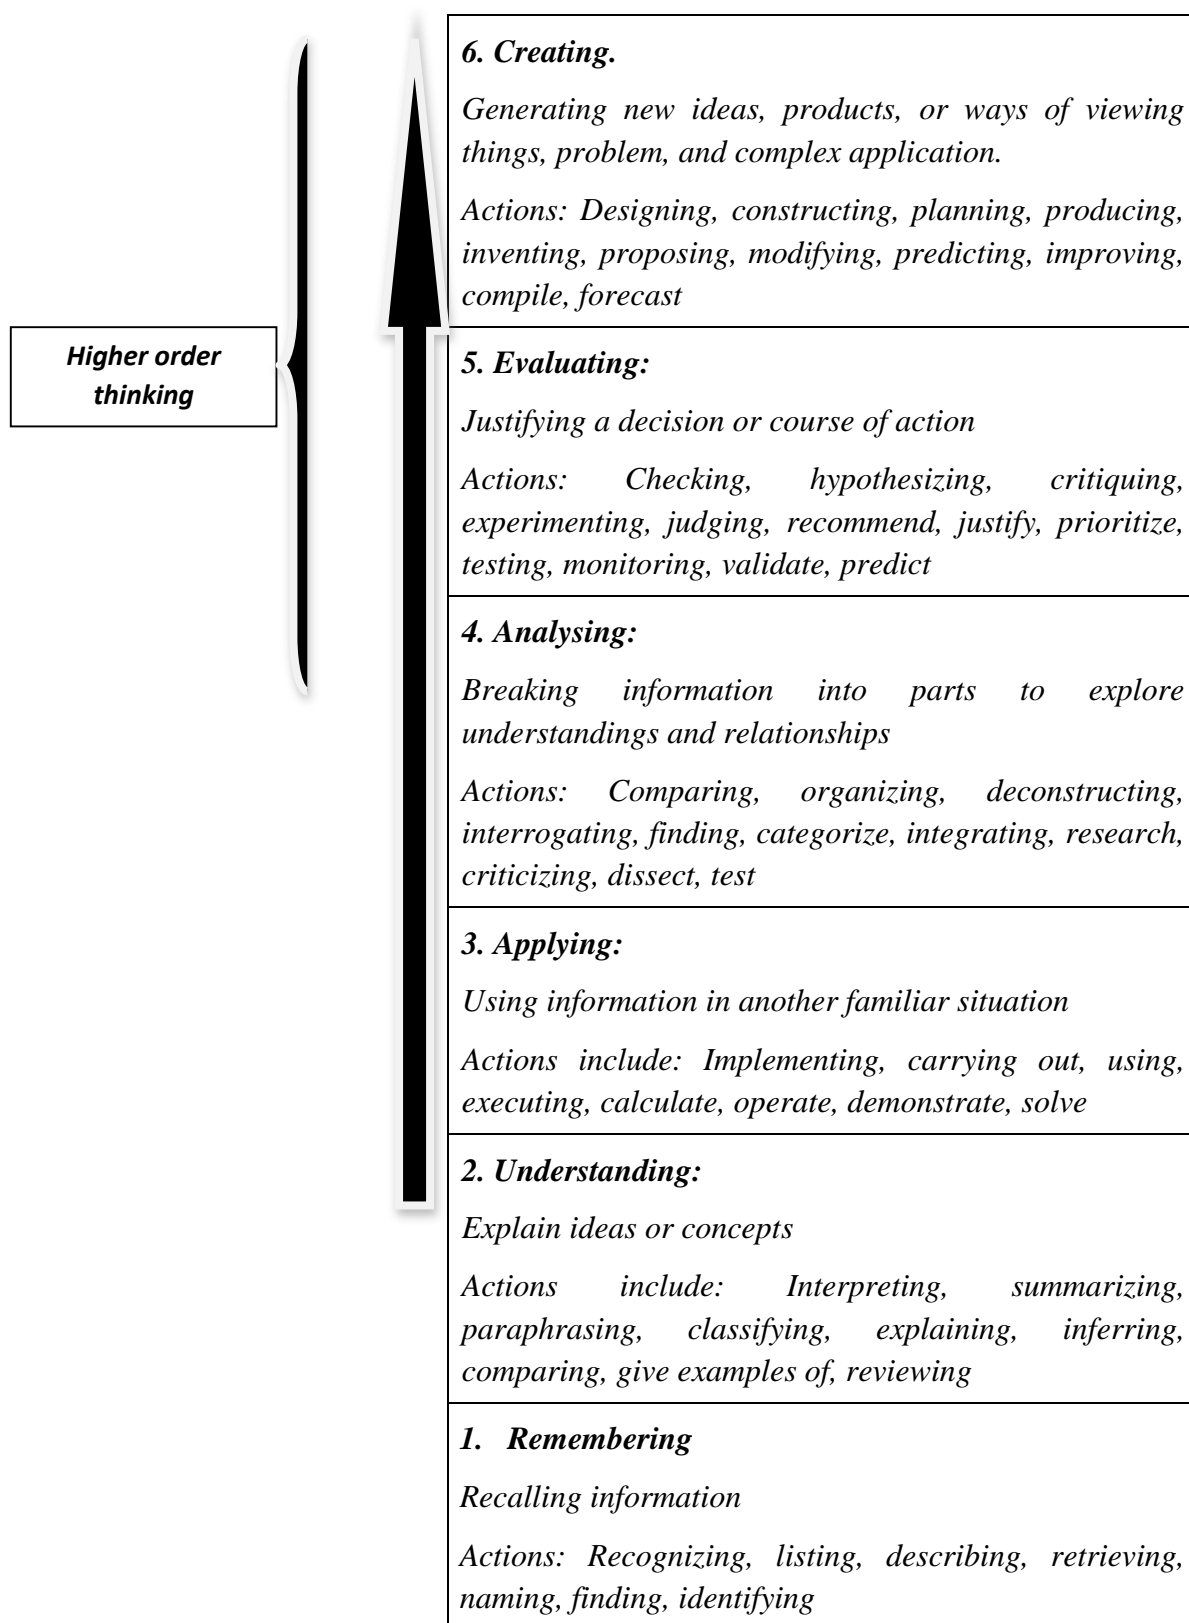 6. Creating.
Generating new ideas, products, or ways of viewing
things, problem, and complex application.
Actions: Designing, constructing, planning, producing,
inventing, proposing, modifying, predicting, improving,
compile, forecast
Higher order
thinking
5. Evaluating:
Justifying a decision or course of action
Actions: Checking, hypothesizing, critiquing,
experimenting, judging, recommend, justify, prioritize,
testing, monitoring, validate, predict
4. Analysing:
Breaking information into parts to explore
understandings and relationships
Actions: Comparing, organizing, deconstructing,
interrogating, finding, categorize, integrating, research,
criticizing, dissect, test
3. Applying:
Using information in another familiar situation
Actions include: Implementing, carrying out, using,
executing, calculate, operate, demonstrate, solve
2. Understanding:
Explain ideas or concepts
Actions include: Interpreting, summarizing,
paraphrasing, classifying, explaining, inferring,
comparing, give examples of, reviewing
1. Remembering
Recalling information
Actions: Recognizing, listing, describing, retrieving,
naming, finding, identifying